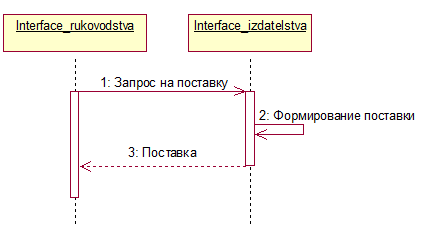 Interface_rukovodstva
Interface_izdatelstva
1: Запрос на поставку
2: Формирование поставки
3: Поставка